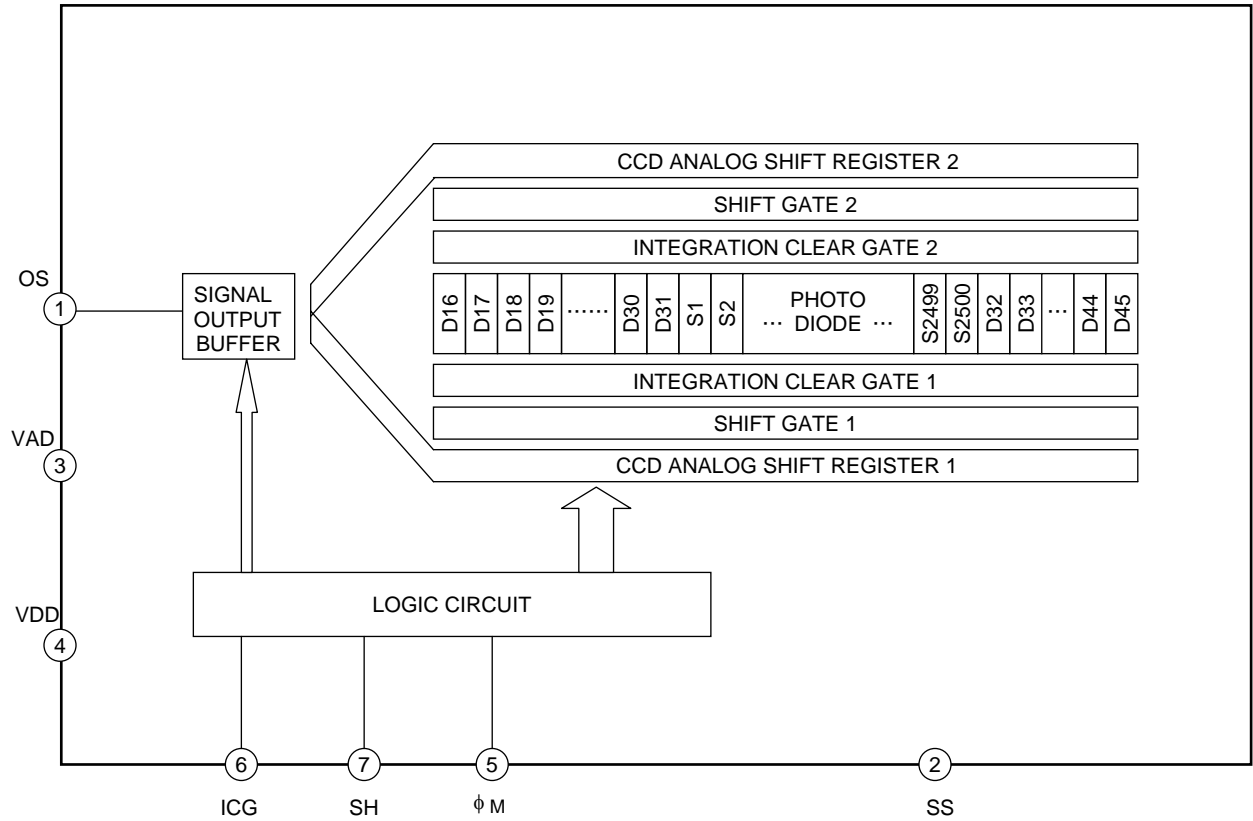 CCD ANALOG SHIFT REGISTER 2
SHIFT GATE 2
INTEGRATION CLEAR GATE 2
OS
1
SIGNAL
OUTPUT
BUFFER
D16
D17
D18
D19
......
D30
D31
S1
S2
PHOTO
... DIODE ...
S2499
S2500
D32
D33
...
D44
D45
INTEGRATION CLEAR GATE 1
SHIFT GATE 1
CCD ANALOG SHIFT REGISTER 1
VAD
3
LOGIC CIRCUIT
VDD
4
6
7
5
2
ICG
SH
ϕ M
SS